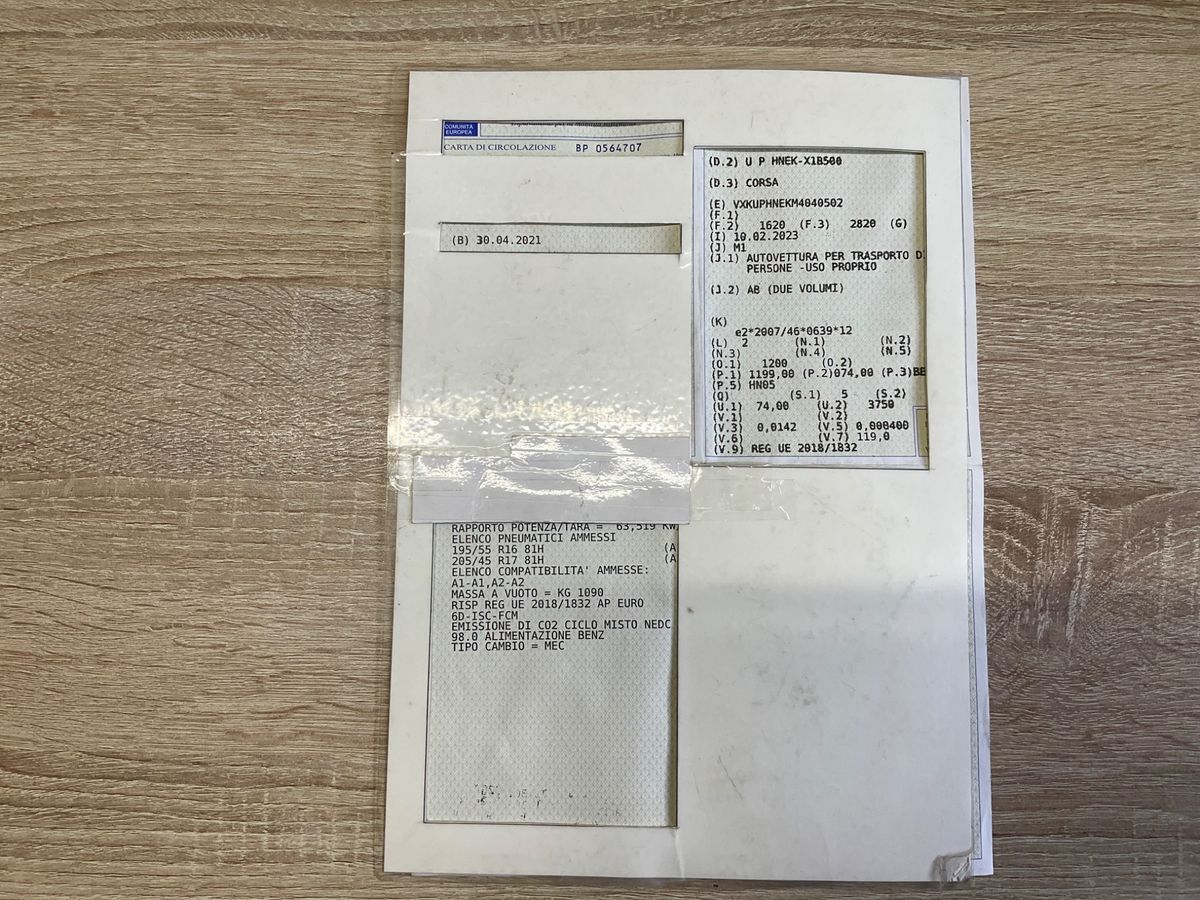 COMUNITA
EUROPEA
CARTA DI CIRCOLAZIONE BP 0564707
(B) 30.04.2021
(D.2) U P HNEK-X1B500
(D.3) CORSA
(E) VXKUPHNEKM4040502
(F.1)
(F.2) 1620 (F.3) 2820 (G)
(I) 10.02.2023
(J) M1
(J.1) AUTOVETTURA PER TRASPORTO D
PERSONE -USO PROPRIO
(J.2) AB (DUE VOLUMI)
(K)
e2*2007/46*0639*12
(L) 2 (N.1) (N.2)
(N.3) (N.4) (N.5)
(O.1) 1200 (O.2)
(P.1) 1199,00 (P.2)074,00 (P.3)BE
(P.5) HN05
(Q) (S.1) 5 (S.2)
(U.1) 74,00 (U.2) 3750
(V.1) (V.2)
(V.3) 0,0142 (V.5) 0,000400
(V.6) (V.7) 119,0
(V.9) REG UE 2018/1832
RAPPORTO POTENZA/TARA = 63,519 KW
ELENCO PNEUMATICI AMMESSI
195/55 R16 81H (A
205/45 R17 81H (A
ELENCO COMPATIBILITA' AMMESSE:
A1-A1,A2-A2
MASSA A VUOTO = KG 1090
RISP REG UE 2018/1832 AP EURO
6D-ISC-FCM
EMISSIONE DI CO2 CICLO MISTO NEDC
98.0 ALIMENTAZIONE BENZ
TIPO CAMBIO = MEC